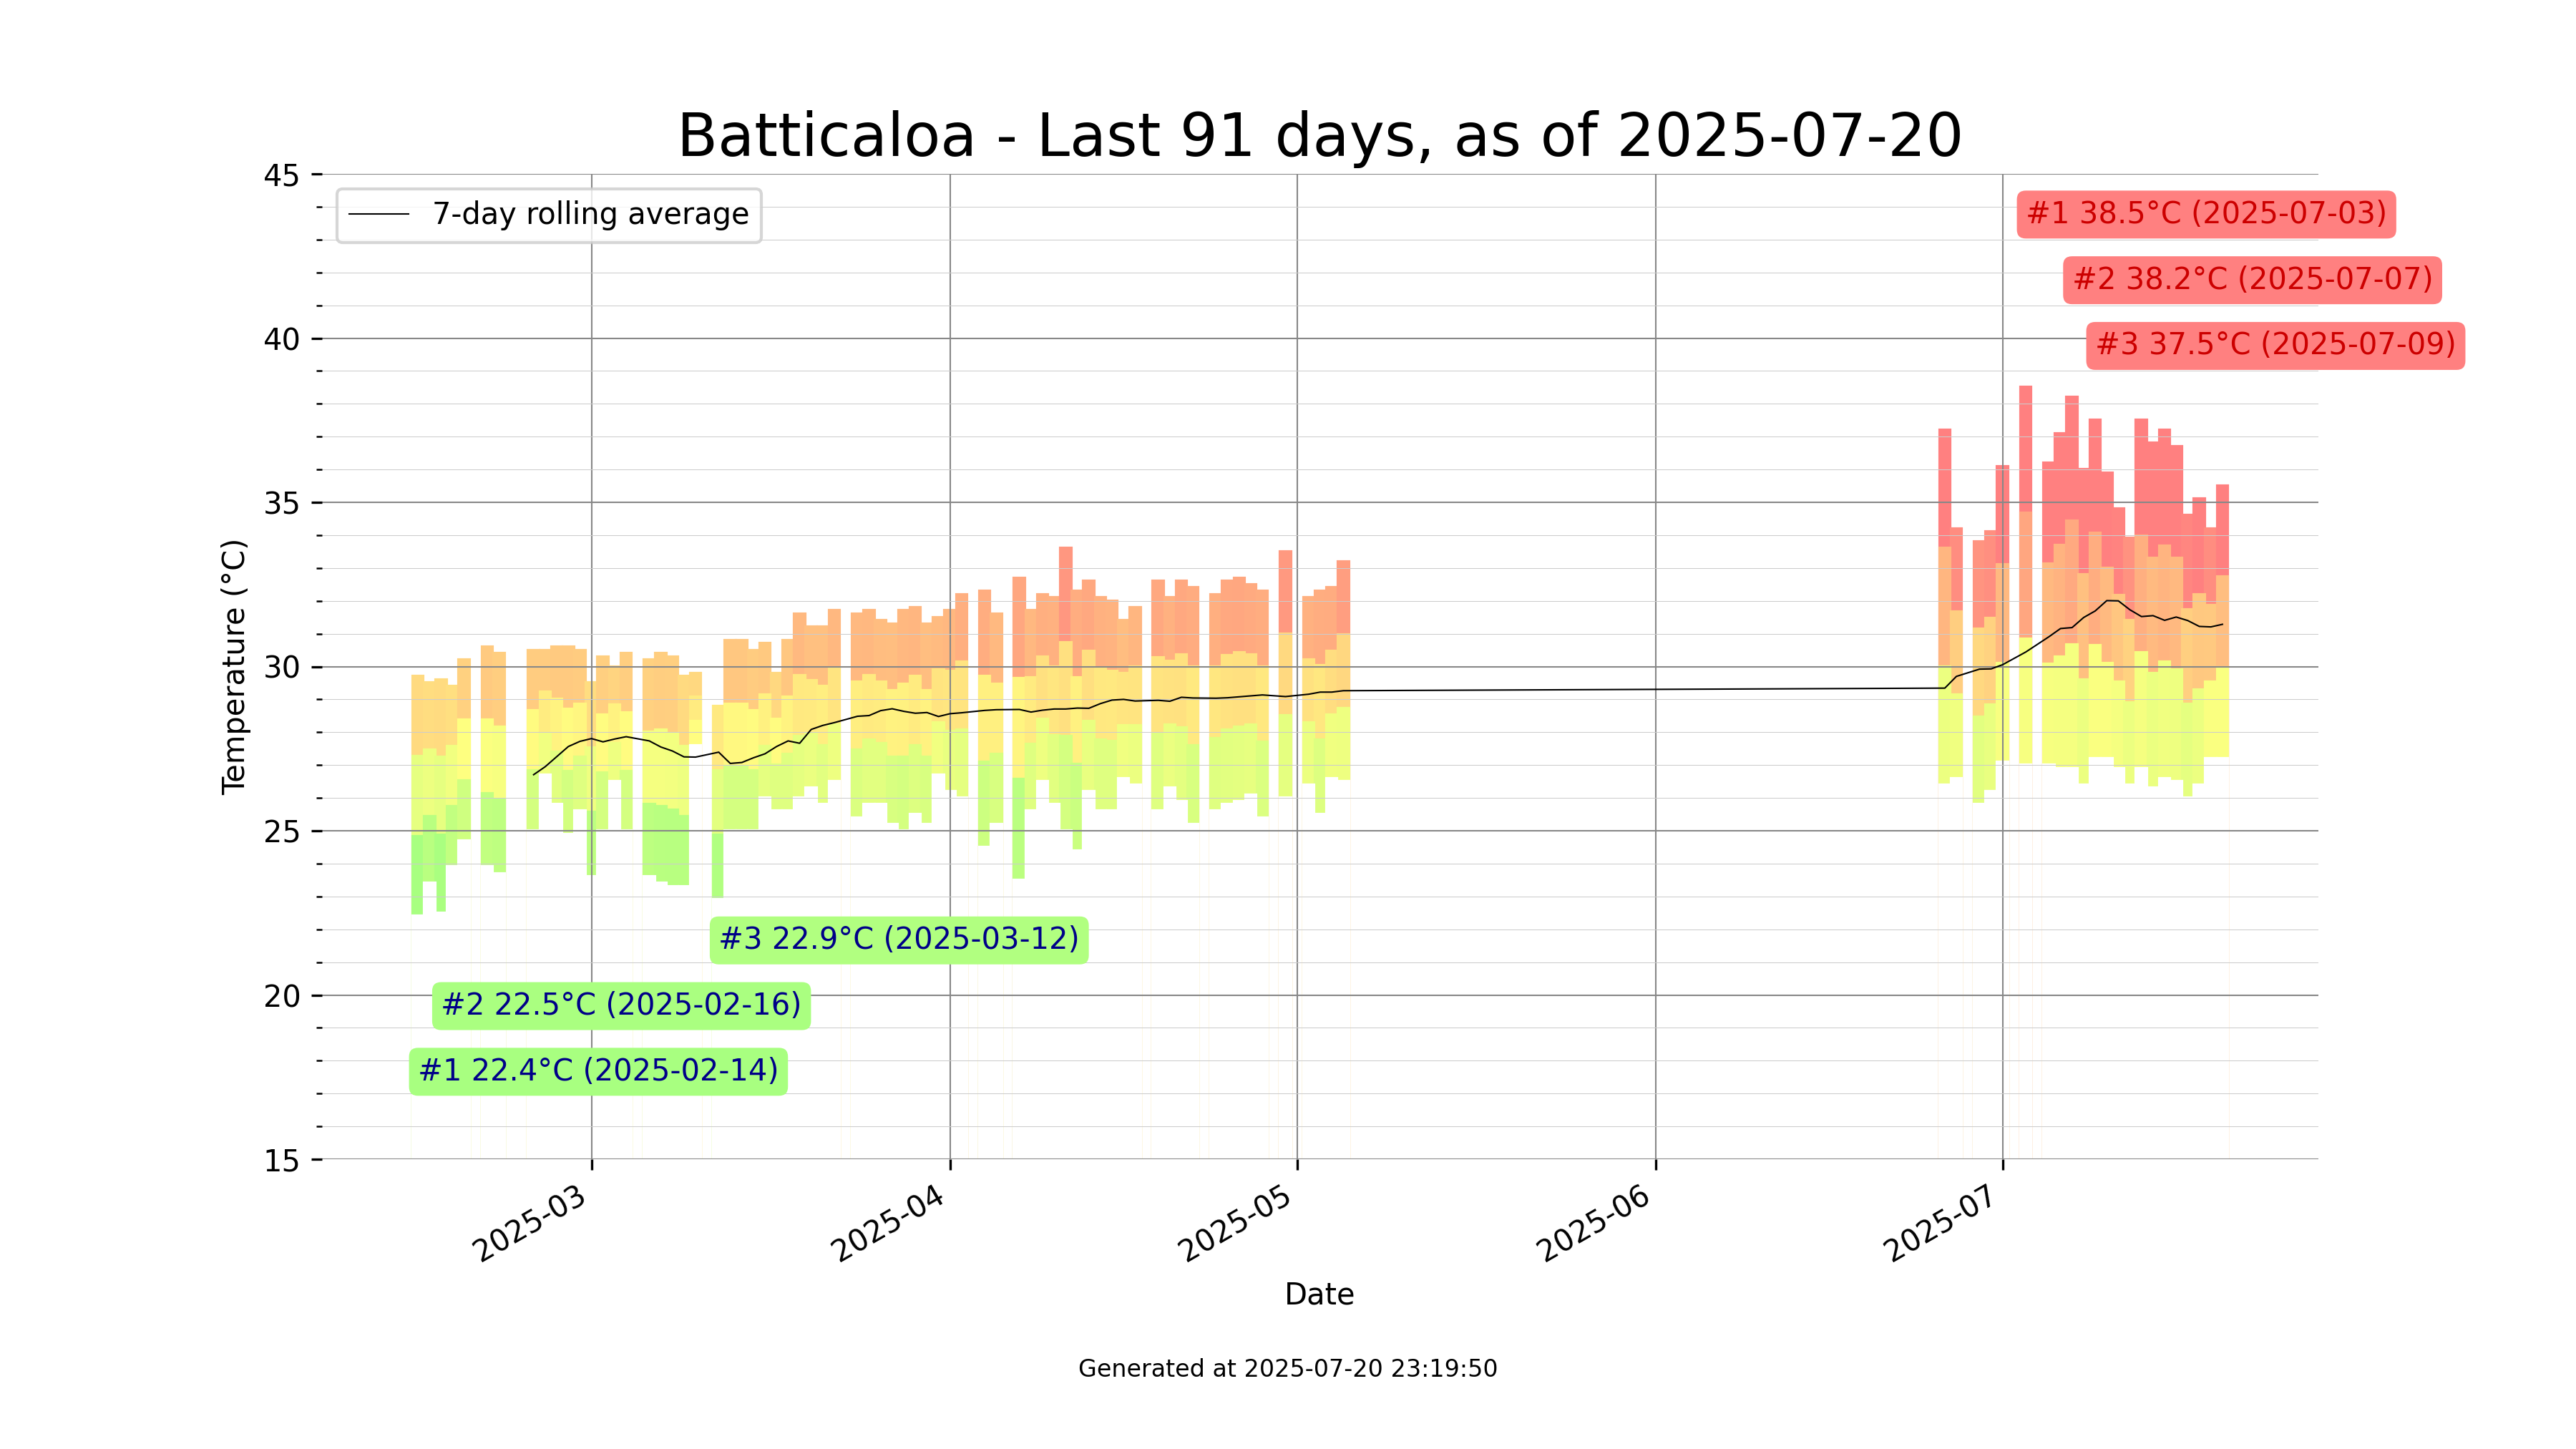 Batticaloa - Last 91 days, as of 2025-07-20
7-day rolling average
#1 38.5°C (2025-07-03)
#2 38.2°C (2025-07-07)
#3 37.5°C (2025-07-09)
45
40
35
30
25
20
15
Temperature (°C)
#3 22.9°C (2025-03-12)
#2 22.5°C (2025-02-16)
#1 22.4°C (2025-02-14)
2025-03
2025-04
2025-05
2025-06
2025-07
Date
Generated at 2025-07-20 23:19:50